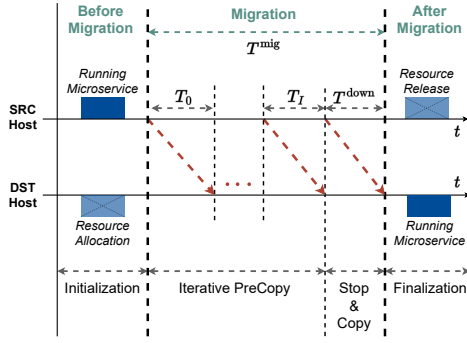 Before
Migration
Migration
After
Migration
T^mig
Running
Microservice
T_0
T_I
T^down
Resource
Release
SRC
Host
t
...
DST
Host
t
Resource
Allocation
Running
Microservice
Initialization
Iterative PreCopy
Stop
&
Copy
Finalization